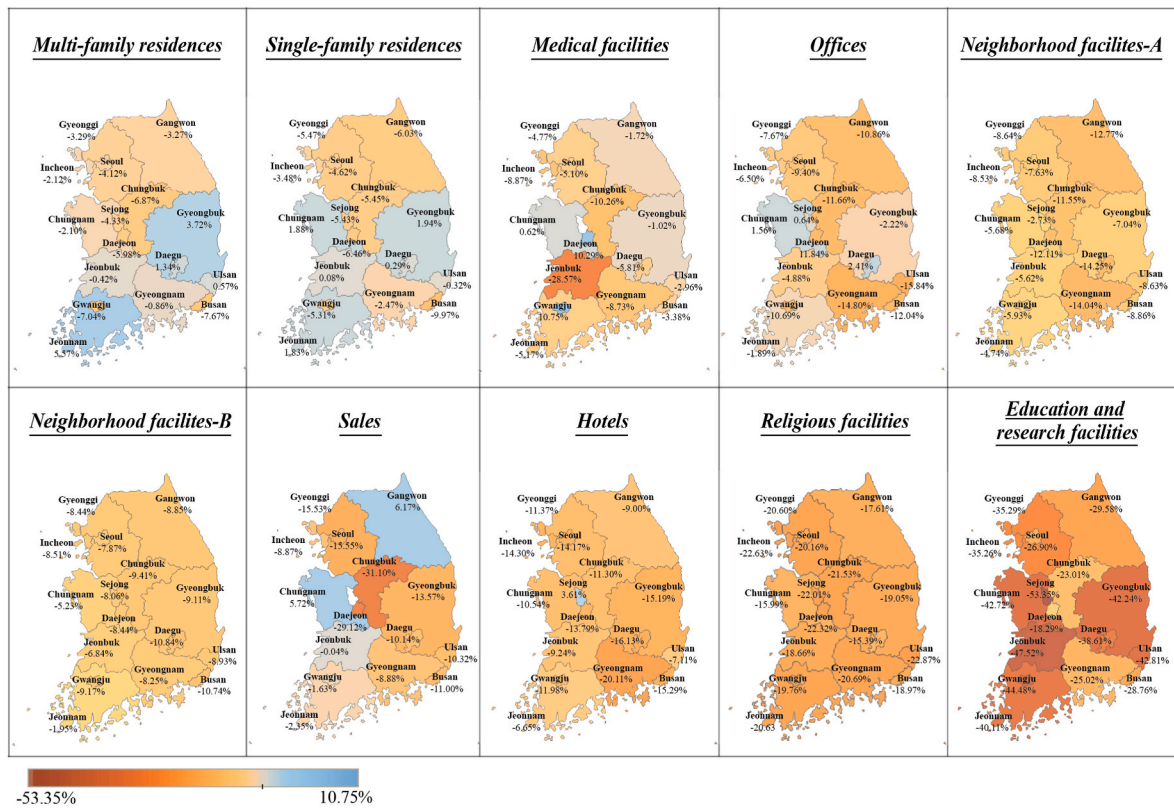 Multi-family residences
Gyeonggi
-3.29%
Gangwon
-3.27%
Seoul
-4.12%
Incheon
-2.12%
Chungbuk
-6.87%
Chungnam
-2.10%
Sejong
-4.33%
Gyeongbuk
3.72%
Daejeon
-5.98%
Daegu
1.34%
Jeonbuk
-0.42%
Ulsan
0.57%
Gwangju
-7.04%
Gyeongnam
-0.86%
Busan
-7.67%
Jeonnam
5.57%
Single-family residences
Gyeonggi
-5.47%
Gangwon
-6.03%
Seoul
-4.62%
Incheon
-3.48%
Chungbuk
-5.45%
Chungnam
1.88%
Sejong
-5.43%
Gyeongbuk
1.94%
Daejeon
-6.46%
Daegu
0.29%
Jeonbuk
0.08%
Ulsan
-0.32%
Gwangju
-5.31%
Gyeongnam
-2.47%
Busan
-9.97%
Jeonnam
1.83%
Medical facilities
Gyeonggi
-4.77%
Gangwon
-1.72%
Seoul
-5.10%
Incheon
-8.87%
Chungbuk
-10.26%
Chungnam
0.62%
Gyeongbuk
-1.02%
Daejeon
10.29%
Daegu
-5.81%
Jeonbuk
-28.57%
Ulsan
-2.96%
Gwangju
10.75%
Gyeongnam
-8.73%
Busan
-3.38%
Jeonnam
-5.17%
Offices
Gyeonggi
-7.67%
Gangwon
-10.86%
Seoul
-9.40%
Incheon
-6.50%
Chungbuk
-11.66%
Chungnam
1.56%
Sejong
0.64%
Gyeongbuk
-2.22%
Daejeon
11.84%
Daegu
2.41%
Jeonbuk
-4.88%
Ulsan
-15.84%
Gwangju
-10.69%
Gyeongnam
-14.80%
Busan
-12.04%
Jeonnam
-1.89%
Neighborhood facilites-A
Gyeonggi
-8.64%
Gangwon
-12.77%
Seoul
-7.63%
Incheon
-8.53%
Chungbuk
-11.55%
Chungnam
-5.68%
Sejong
-2.73%
Gyeongbuk
-7.04%
Daejeon
-12.11%
Daegu
-14.25%
Jeonbuk
-5.62%
Ulsan
-8.63%
Gwangju
-5.93%
Gyeongnam
-14.04%
Busan
-8.86%
Jeonnam
-4.74%
Neighborhood facilites-B
Gyeonggi
-8.44%
Gangwon
-8.85%
Seoul
-7.87%
Incheon
-8.51%
Chungbuk
-9.41%
Chungnam
-5.23%
Sejong
-8.06%
Gyeongbuk
-9.11%
Daejeon
-8.44%
Daegu
-10.84%
Jeonbuk
-6.84%
Ulsan
-8.93%
Gwangju
-9.17%
Gyeongnam
-8.25%
Busan
-10.74%
Jeonnam
-1.95%
Sales
Gyeonggi
-15.53%
Gangwon
6.17%
Seoul
-15.55%
Incheon
-8.87%
Chungbuk
-31.10%
Chungnam
5.72%
Gyeongbuk
-13.57%
Daejeon
-29.12%
Daegu
-10.14%
Jeonbuk
-0.04%
Ulsan
-10.32%
Gwangju
-1.63%
Gyeongnam
-8.88%
Busan
-11.00%
Jeonnam
-2.35%
Hotels
Gyeonggi
-11.37%
Gangwon
-9.00%
Seoul
-14.17%
Incheon
-14.30%
Chungbuk
-11.30%
Chungnam
-10.54%
Sejong
3.61%
Gyeongbuk
-15.19%
Daejeon
-13.79%
Daegu
-16.13%
Jeonbuk
-9.24%
Ulsan
-7.11%
Gwangju
-11.98%
Gyeongnam
-20.11%
Busan
-15.29%
Jeonnam
-6.65%
Religious facilities
Gyeonggi
-20.60%
Gangwon
-17.61%
Seoul
-20.16%
Incheon
-22.63%
Chungbuk
-21.53%
Chungnam
-15.99%
Sejong
-22.01%
Gyeongbuk
-19.05%
Daejeon
-22.32%
Daegu
-15.39%
Jeonbuk
-18.66%
Ulsan
-22.87%
Gwangju
-19.76%
Gyeongnam
-20.69%
Busan
-18.97%
Jeonnam
-20.63
Education and
research facilities
Gyeonggi
-35.29%
Gangwon
-29.58%
Seoul
-26.90%
Incheon
-35.26%
Chungbuk
-23.01%
Chungnam
-42.72%
Sejong
-53.35%
Gyeongbuk
-42.24%
Daejeon
-18.29%
Daegu
-38.61%
Jeonbuk
-47.52%
Ulsan
-42.81%
Gwangju
-44.48%
Gyeongnam
-25.02%
Busan
-28.76%
Jeonnam
-40.11%
-53.35%
10.75%